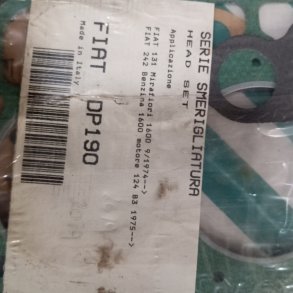 SERIE SMERIGLIATURA
HEAD SET
Applicazione
FIAT 131 Mirafiori 1600 9/1974-->
FIAT 242 Benzina 1600 motore 124 B3 1975-->
FIAT DP190
Made in Italy